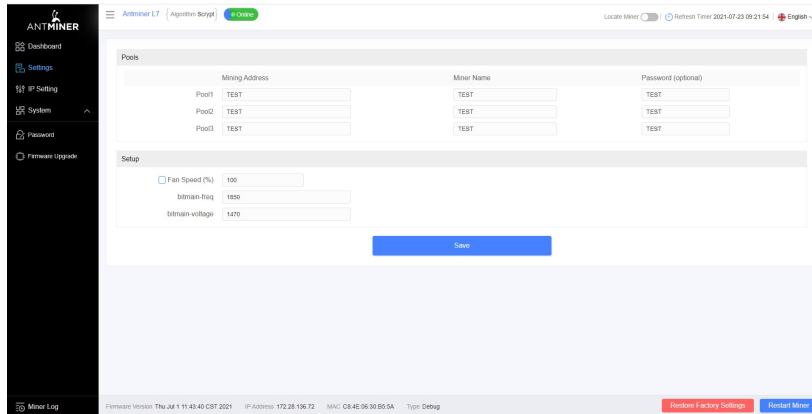 ANTMINER
Antminer L7 Algorithm Scrypt Online
Locate Miner Refresh Timer 2021-07-23 09:21:54 English
Dashboard
Settings
IP Setting
System
Password
Firmware Upgrade
Miner Log
Pools
Mining Address Miner Name Password (optional)
Pool1 TEST TEST TEST
Pool2 TEST TEST TEST
Pool3 TEST TEST TEST
Setup
Fan Speed (%) 100
bitmain-freq 1850
bitmain-voltage 1470
Save
Firmware Version Thu Jul 1 11:43:40 CST 2021 IP Address 172.28.136.72 MAC C8:4E:06:30:B5:5A Type Debug
Restore Factory Settings Restart Miner